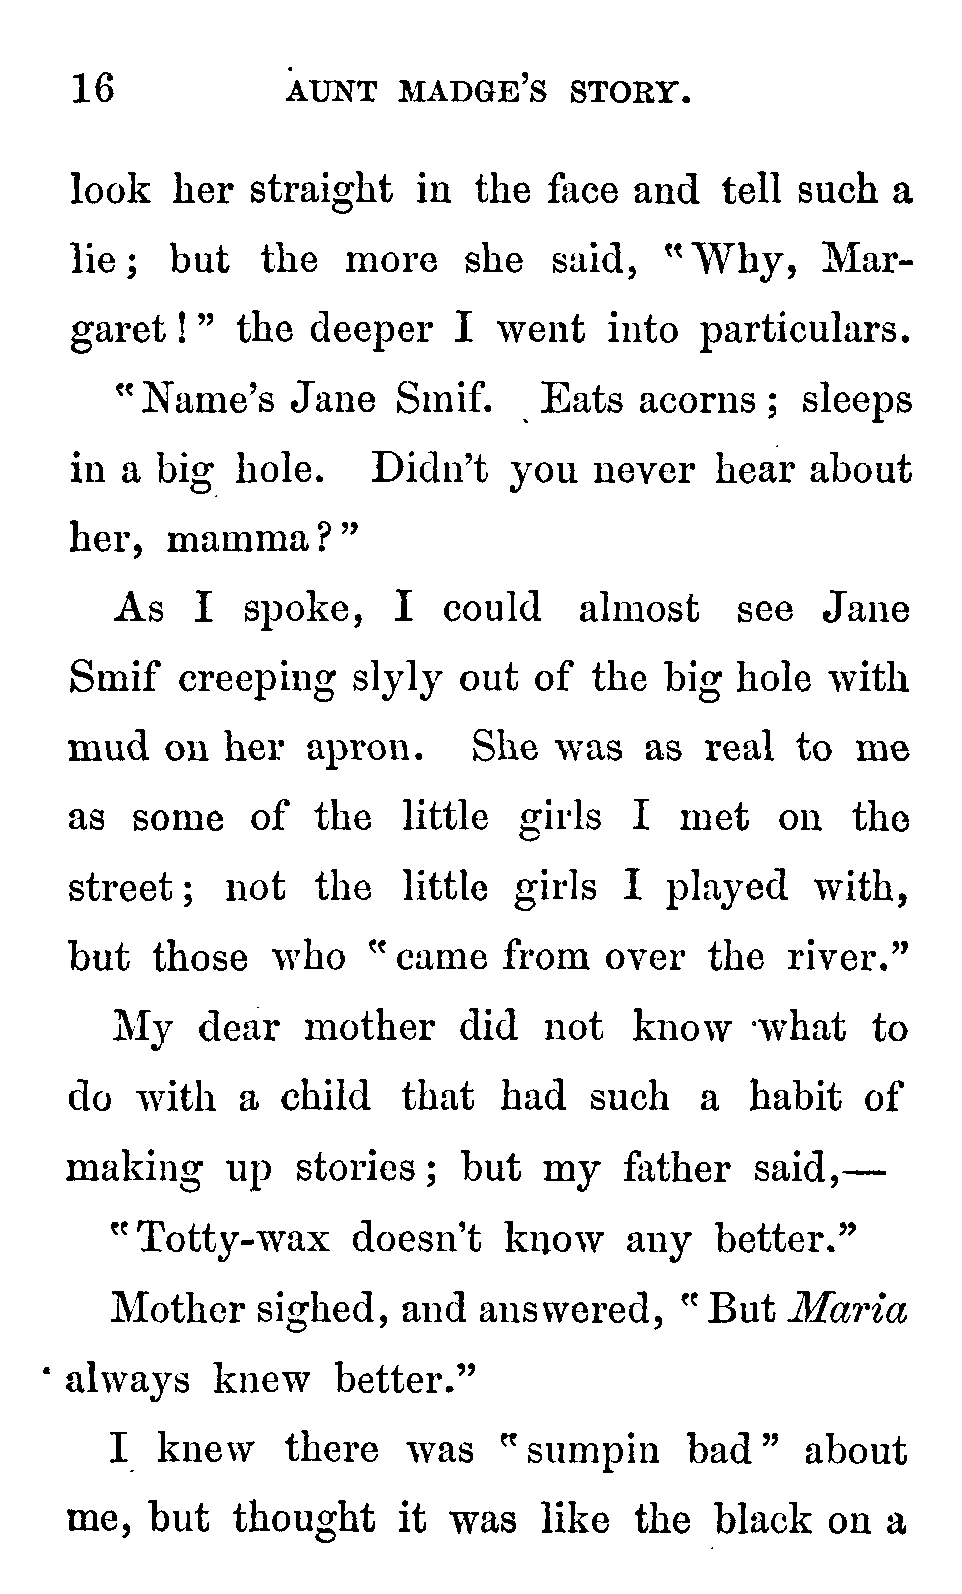 16 AUNT MADGE'S STORY.
look her straight in the face and tell such a
lie; but the more she said, "Why, Mar-
garet!" the deeper I went into particulars.
"Name's Jane Smif. Eats acorns; sleeps
in a big hole. Didn't you never hear about
her, mamma?"
As I spoke, I could almost see Jane
Smif creeping slyly out of the big hole with
mud on her apron. She was as real to me
as some of the little girls I met on the
street; not the little girls I played with,
but those who "came from over the river."
My dear mother did not know what to
do with a child that had such a habit of
making up stories; but my father said,—
"Totty-wax doesn't know any better."
Mother sighed, and answered, "But Maria
always knew better."
I knew there was "sumpin bad" about
me, but thought it was like the black on a